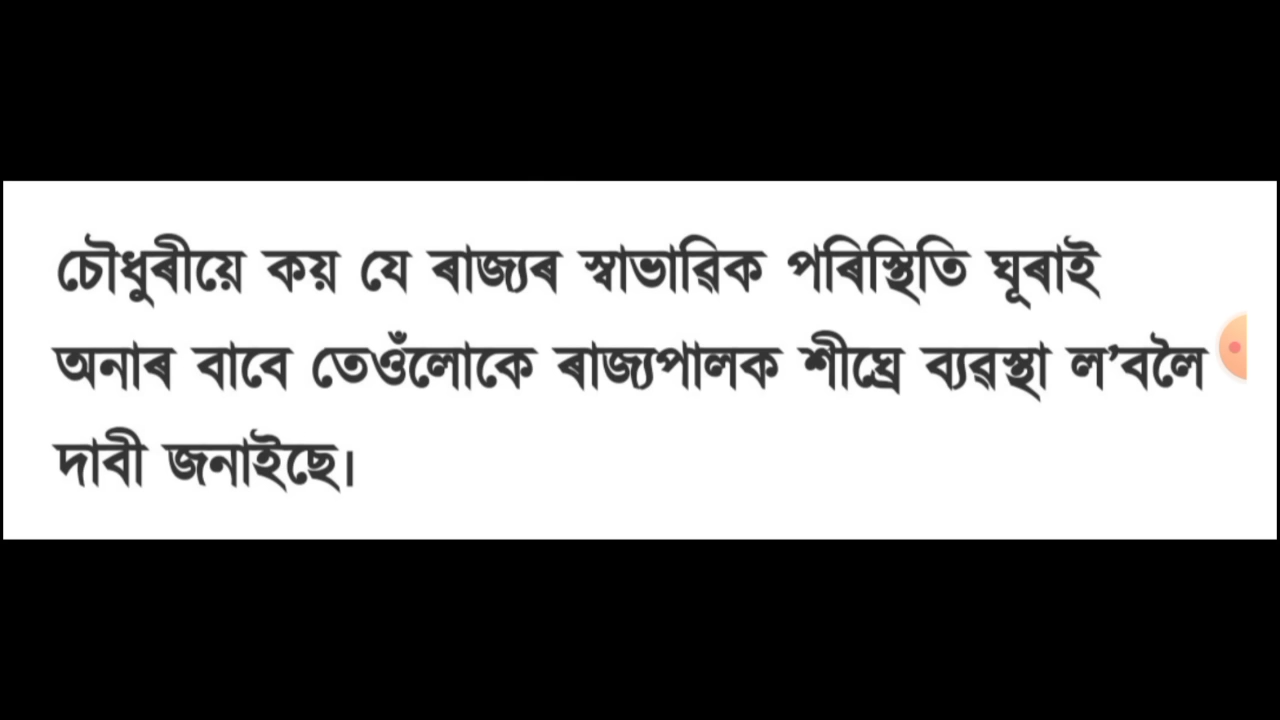 চৌধুৰীয়ে কয় যে ৰাজ্যৰ স্বাভাৱিক পৰিস্থিতি ঘূৰাই
অনাৰ বাবে তেওঁলোকে ৰাজ্যপালক শীঘ্ৰে ব্যৱস্থা ল’বলৈ
দাবী জনাইছে।